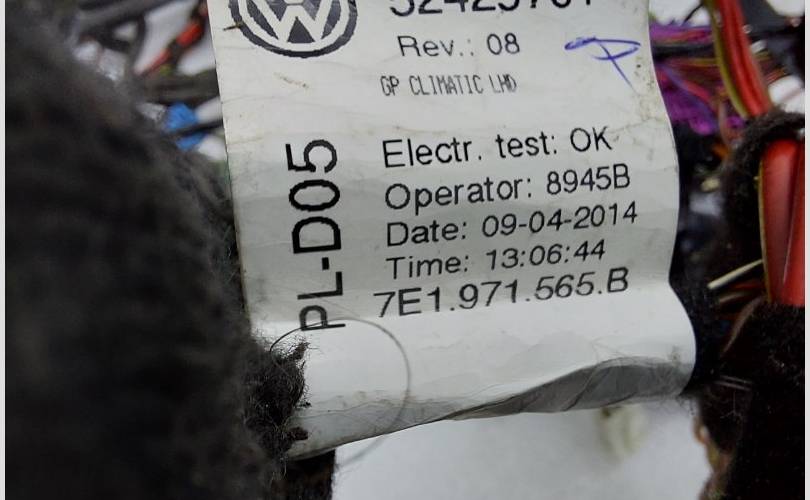 Rev.: 08
GP CLIMATIC LHD
PL-D05
Electr. test: OK
Operator: 8945B
Date: 09-04-2014
Time: 13:06:44
7E1.971.565.B